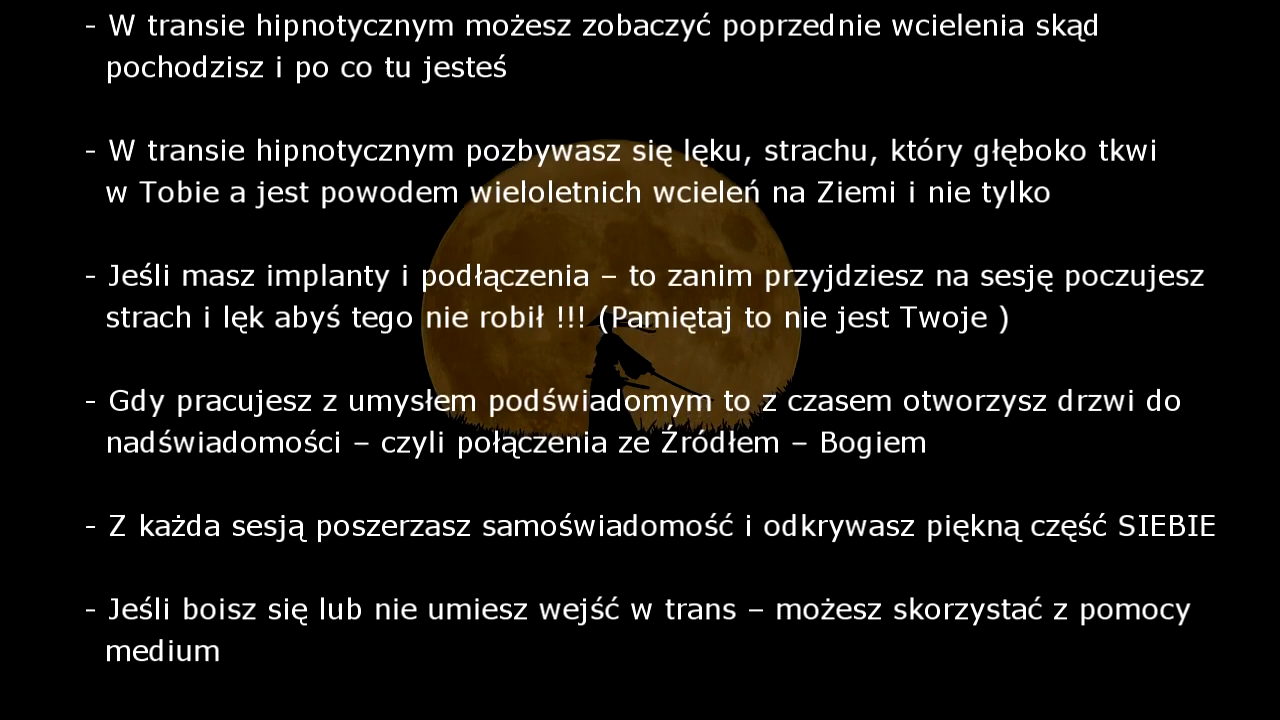 - W transie hipnotycznym możesz zobaczyć poprzednie wcielenia skąd
pochodzisz i po co tu jesteś
- W transie hipnotycznym pozbywasz się lęku, strachu, który głęboko tkwi
w Tobie a jest powodem wieloletnich wcieleń na Ziemi i nie tylko
- Jeśli masz implanty i podłączenia – to zanim przyjdziesz na sesję poczujesz
strach i lęk abyś tego nie robił !!! (Pamiętaj to nie jest Twoje )
- Gdy pracujesz z umysłem podświadomym to z czasem otworzysz drzwi do
nadświadomości – czyli połączenia ze Źródłem – Bogiem
- Z każda sesją poszerzasz samoświadomość i odkrywasz piękną część SIEBIE
- Jeśli boisz się lub nie umiesz wejść w trans – możesz skorzystać z pomocy
medium